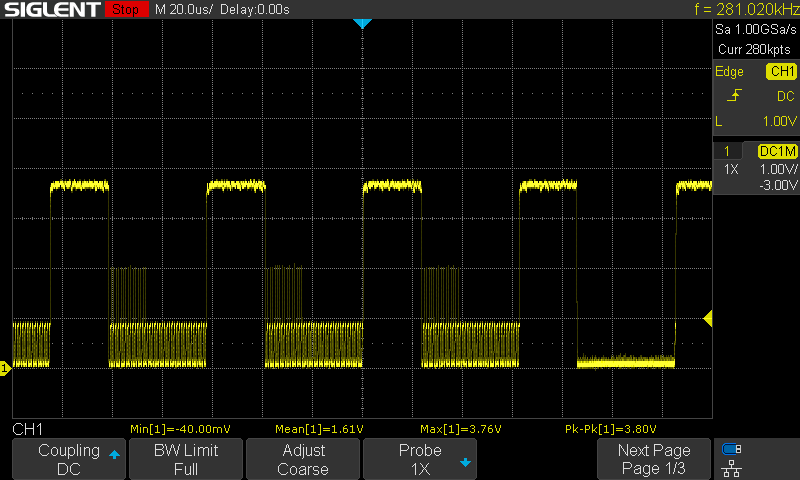 SIGLENT Stop M 20.0us/ Delay:0.00s f = 281.020kHz
Sa 1.00GSa/s
Curr 280kpts
Edge CH1
DC
L 1.00V
1 DC1M
1X 1.00V/
-3.00V
1
CH1 Min[1]=-40.00mV Mean[1]=1.61V Max[1]=3.76V Pk-Pk[1]=3.80V
Coupling BW Limit Adjust Probe Next Page
DC Full Coarse 1X Page 1/3